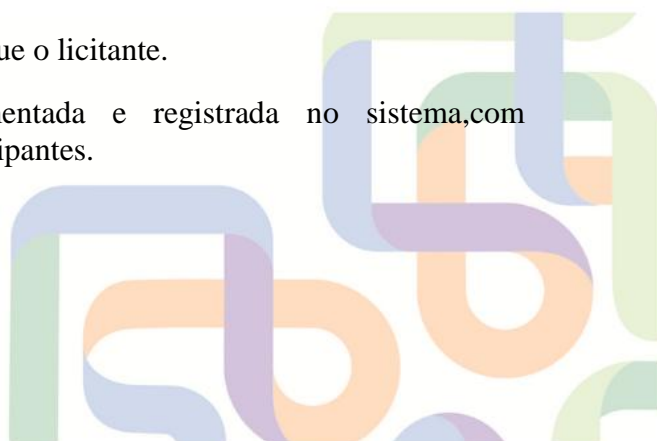 ue o licitante.
entada e registrada no sistema,com
ipantes.